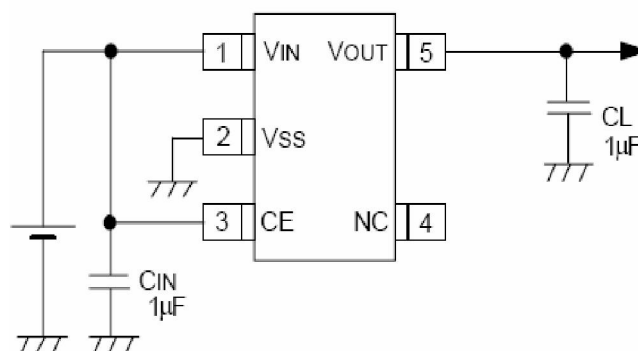 1 VIN VOUT 5
2 VSS
3 CE NC 4
CL
1μF
CIN
1μF